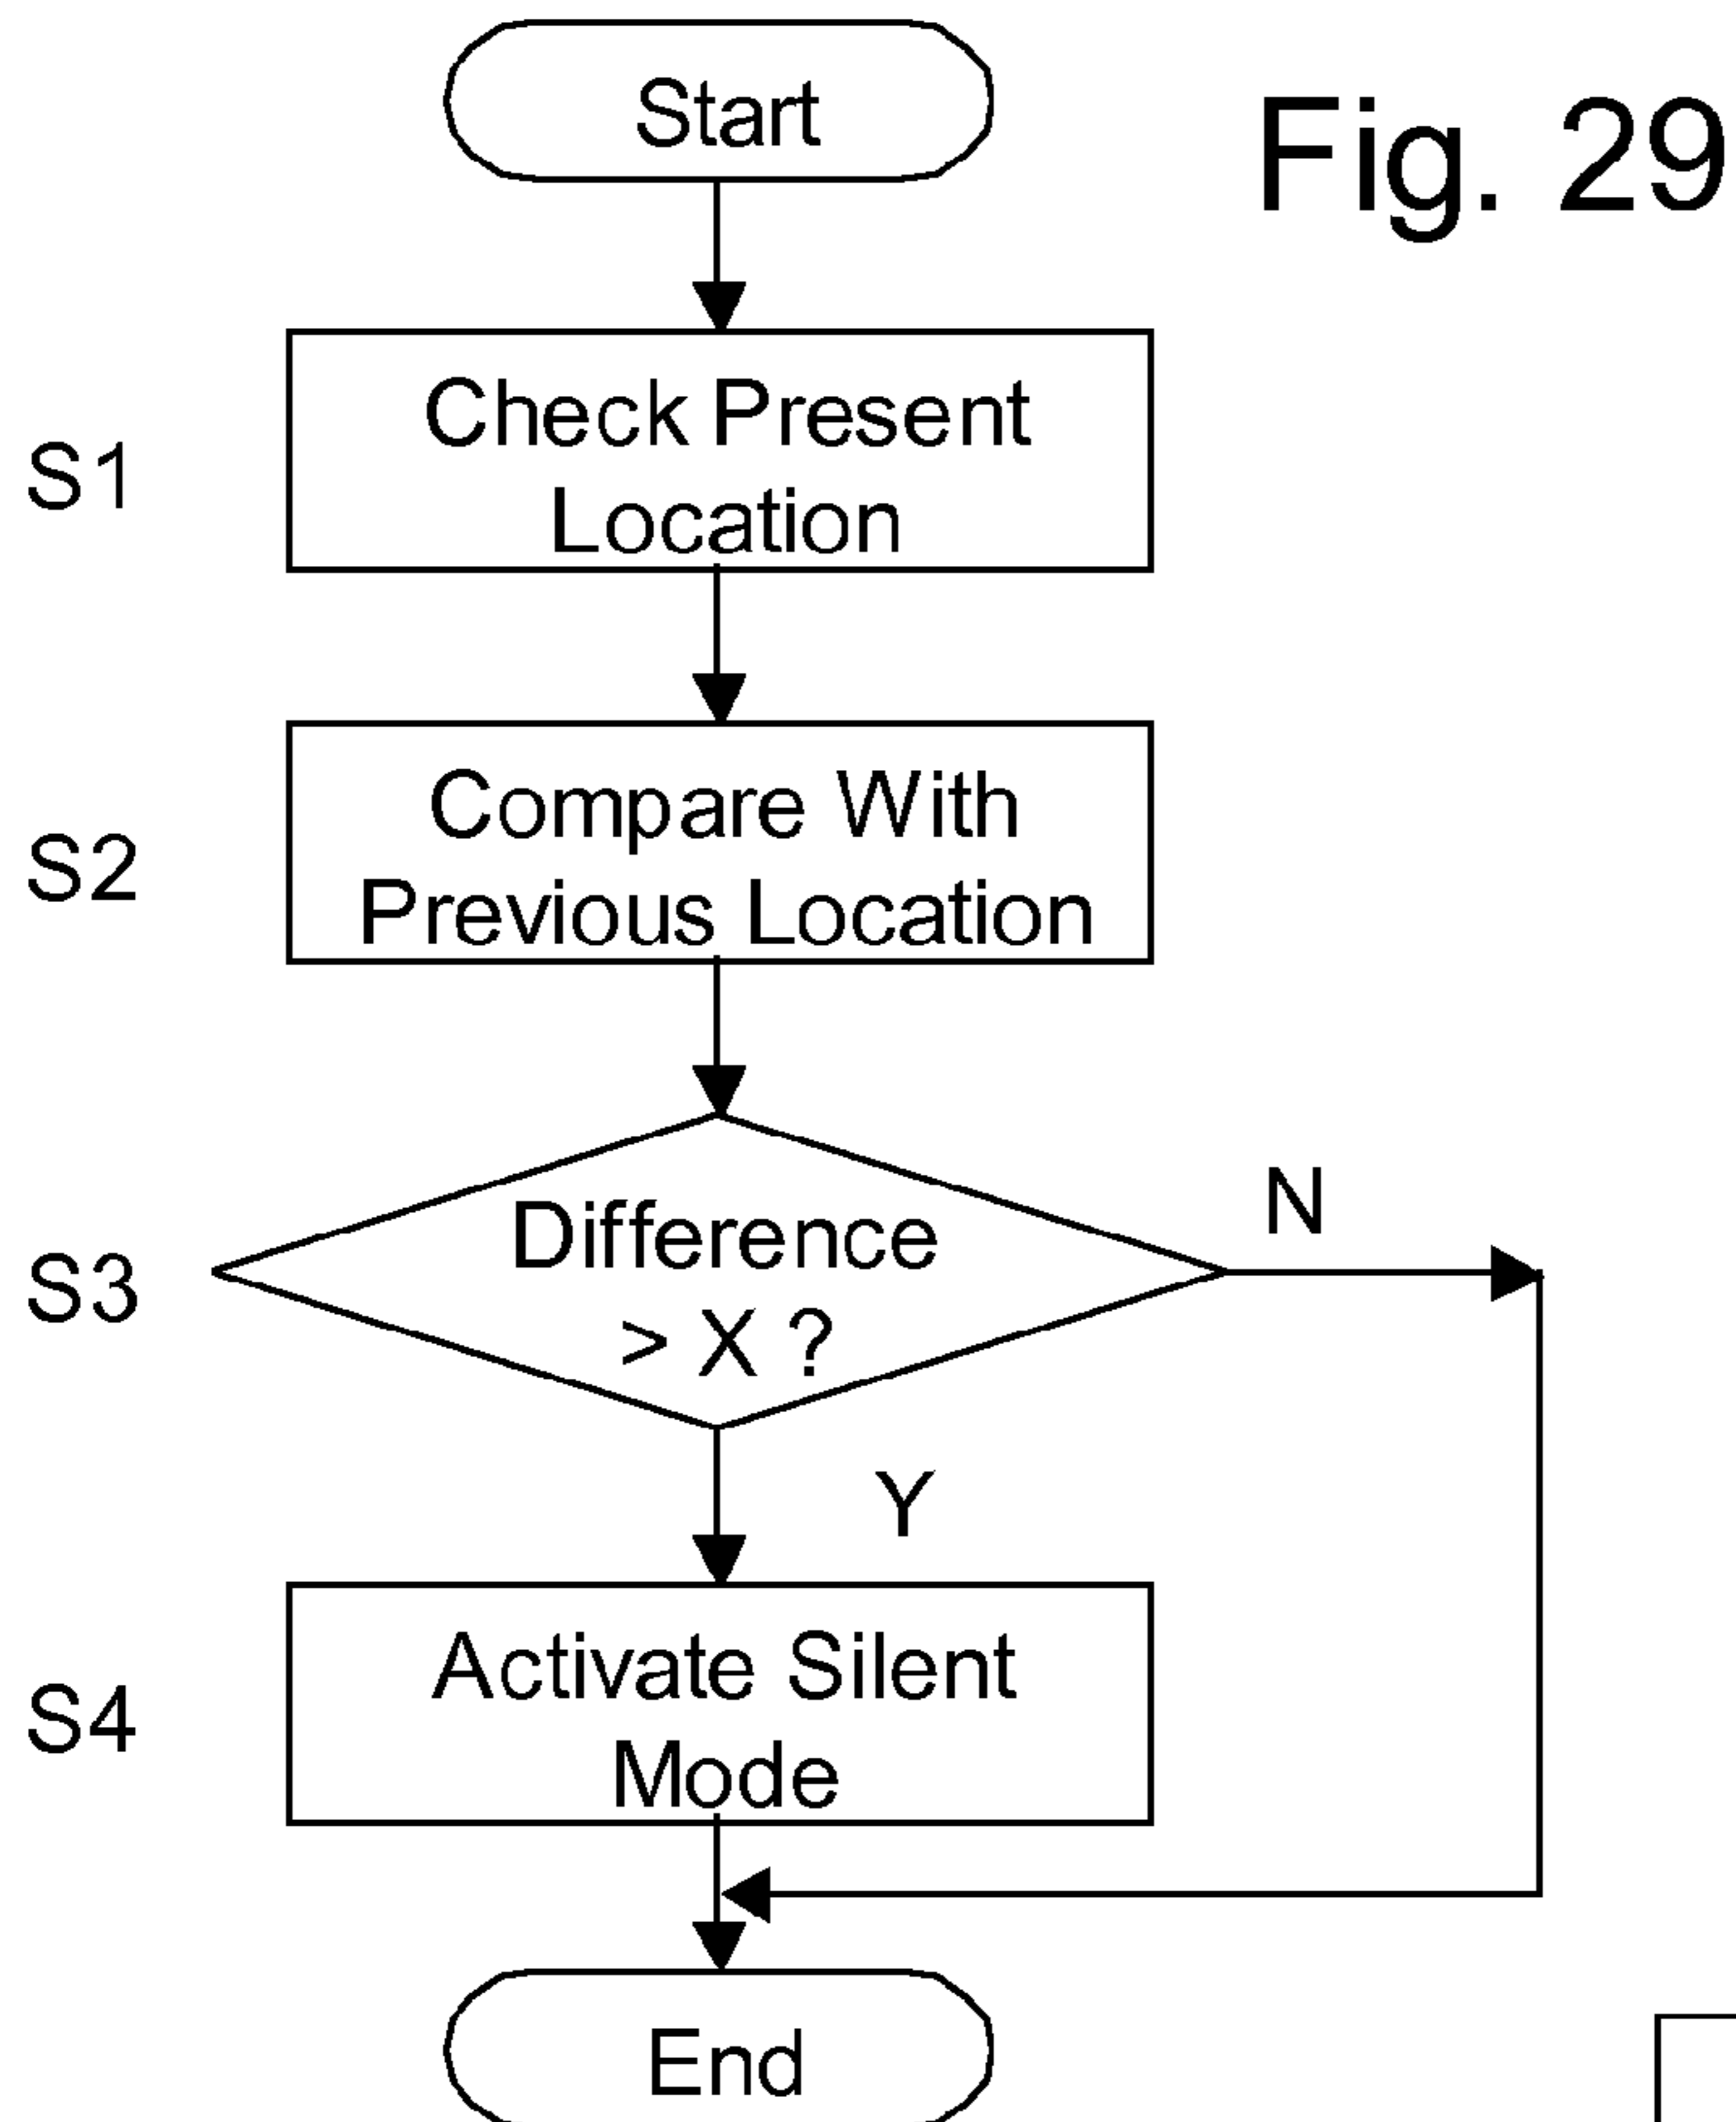 Start
Fig. 29
S1
Check Present
Location
S2
Compare With
Previous Location
S3
Difference
> X ?
N
Y
S4
Activate Silent
Mode
End